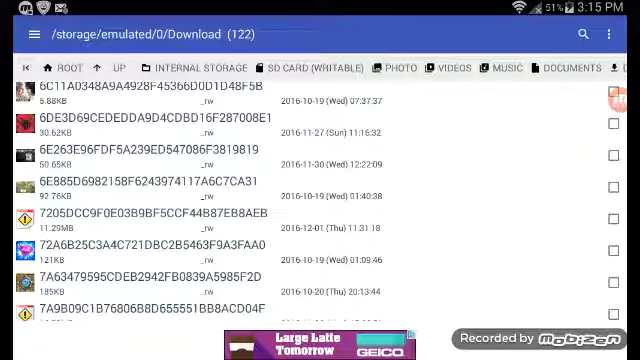 51% 3:15 PM
/storage/emulated/0/Download (122)
ROOT UP INTERNAL STORAGE SD CARD (WRITABLE) PHOTO VIDEOS MUSIC DOCUMENTS
6C11A0348A9A4928F45366D0D1D48F5B
5.88KB _rw 2016-10-19 (Wed) 07:37:37
6DE3D69CEDEDDA9D4CDBD16F287008E1
30.62KB _rw 2016-11-27 (Sun) 11:16:32
6E263E96FDF5A239ED547086F3819819
50.65KB _rw 2016-11-30 (Wed) 12:22:09
6E885D6982158F6243974117A6C7CA31
92.76KB _rw 2016-10-19 (Wed) 01:40:38
7205DCC9F0E03B9BF5CCF44B87EB8AEB
11.29MB _rw 2016-12-01 (Thu) 11:31:18
72A6B25C3A4C721DBC2B5463F9A3FAA0
121KB _rw 2016-10-19 (Wed) 01:09:46
7A63479595CDEB2942FB0839A5985F2D
185KB _rw 2016-10-20 (Thu) 20:13:44
7A9B09C1B76806B8D655551BB8ACD04F
Large Latte
Tomorrow
GEICO
Recorded by Mobizen